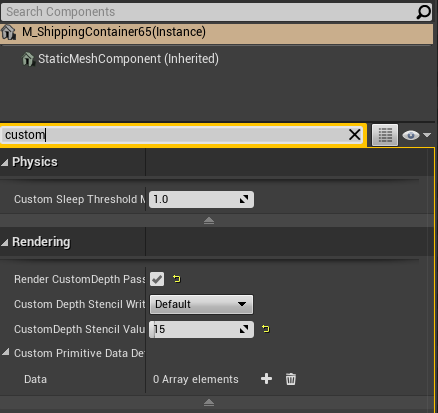 Search Components
M_ShippingContainer65(Instance)
StaticMeshComponent (Inherited)
custom
Physics
Custom Sleep Threshold M
1.0
Rendering
Render CustomDepth Pass
Custom Depth Stencil Writ
Default
CustomDepth Stencil Valu
15
Custom Primitive Data De
Data
0 Array elements